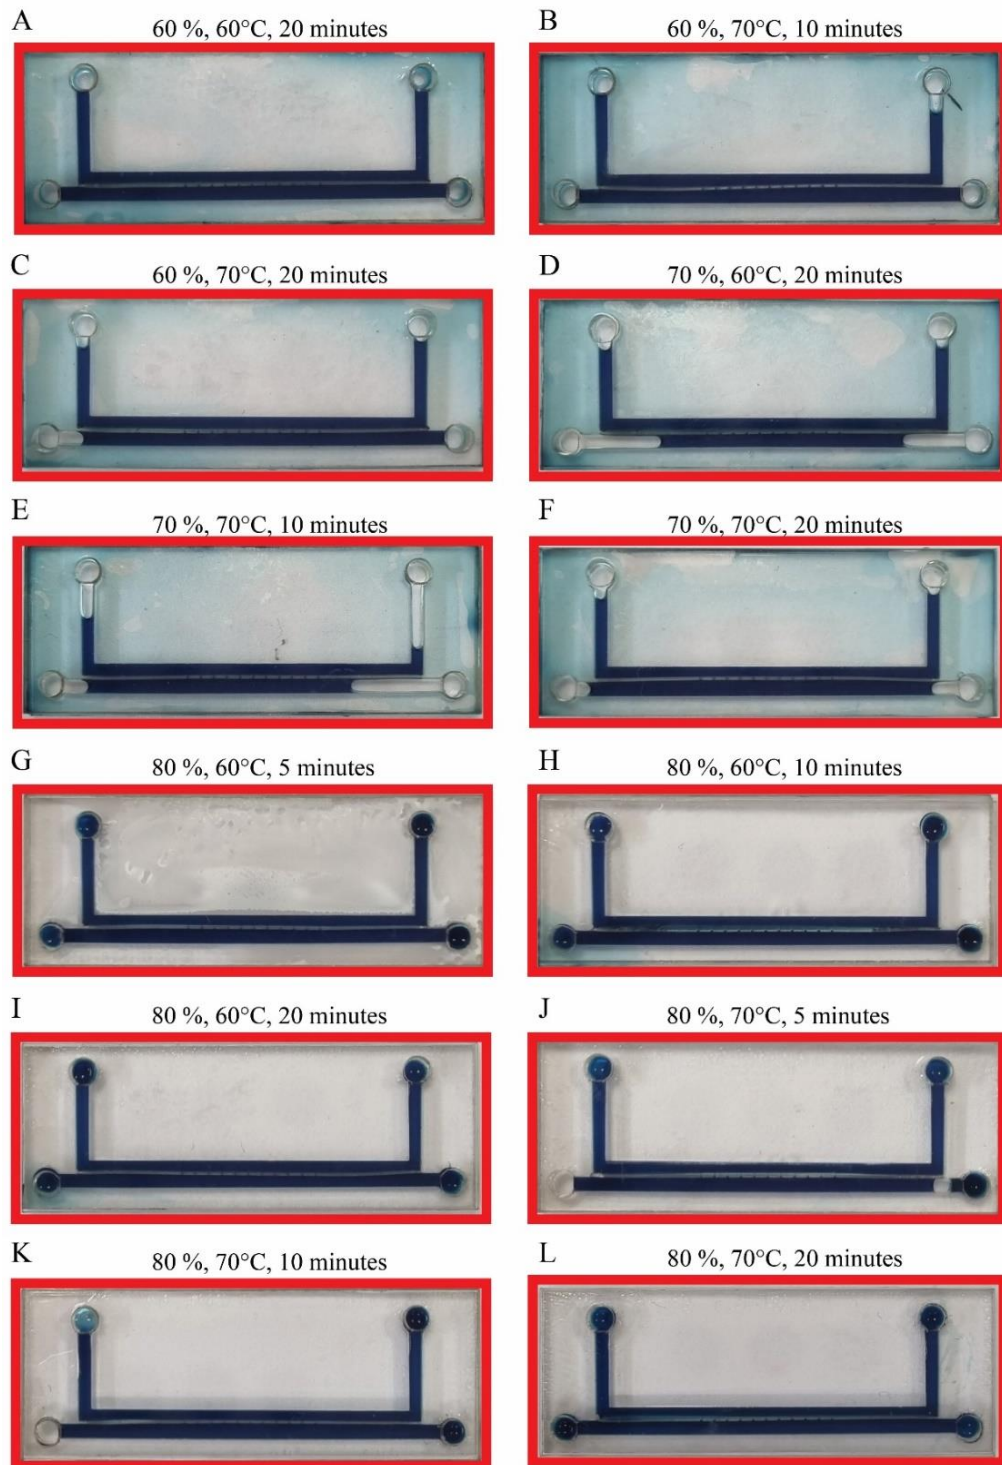 A
60 %, 60°C, 20 minutes
B
60 %, 70°C, 10 minutes
C
60 %, 70°C, 20 minutes
D
70 %, 60°C, 20 minutes
E
70 %, 70°C, 10 minutes
F
70 %, 70°C, 20 minutes
G
80 %, 60°C, 5 minutes
H
80 %, 60°C, 10 minutes
I
80 %, 60°C, 20 minutes
J
80 %, 70°C, 5 minutes
K
80 %, 70°C, 10 minutes
L
80 %, 70°C, 20 minutes